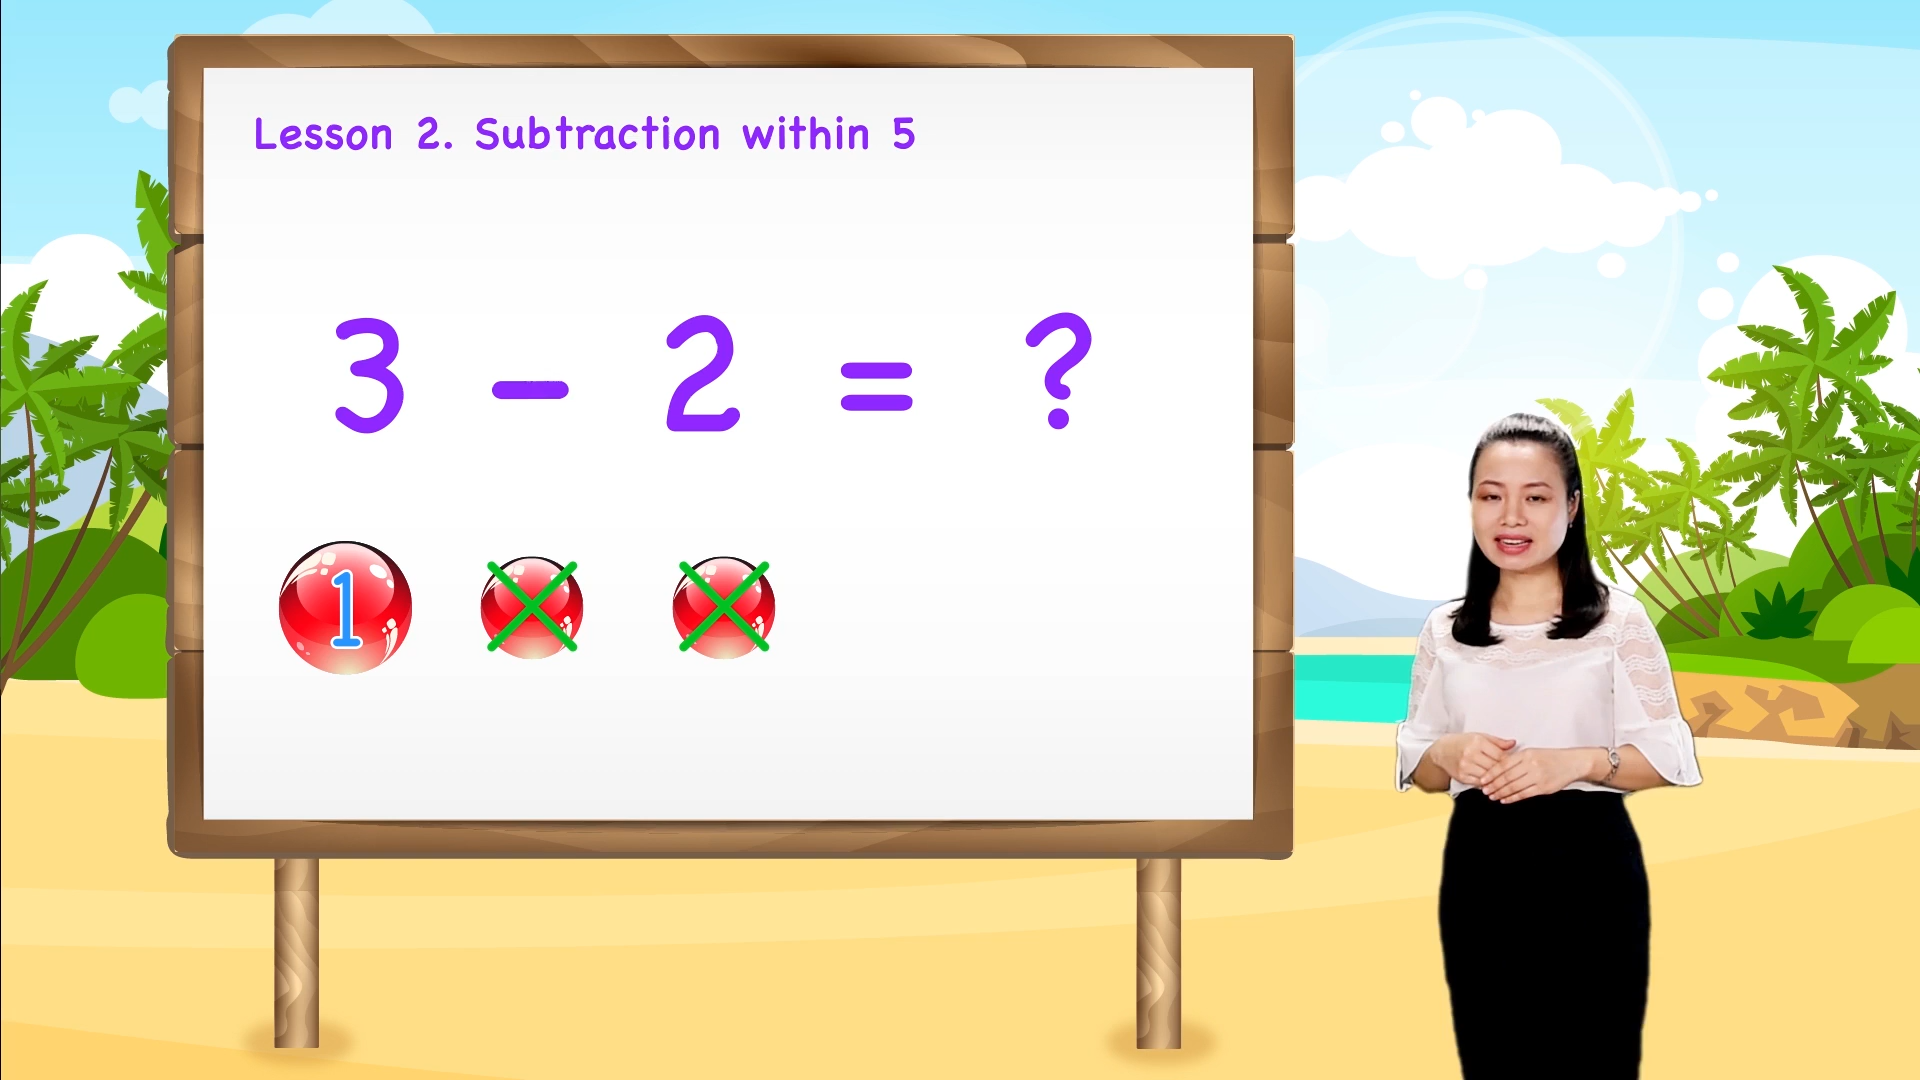 Lesson 2. Subtraction within 5
3 - 2 = ?
1